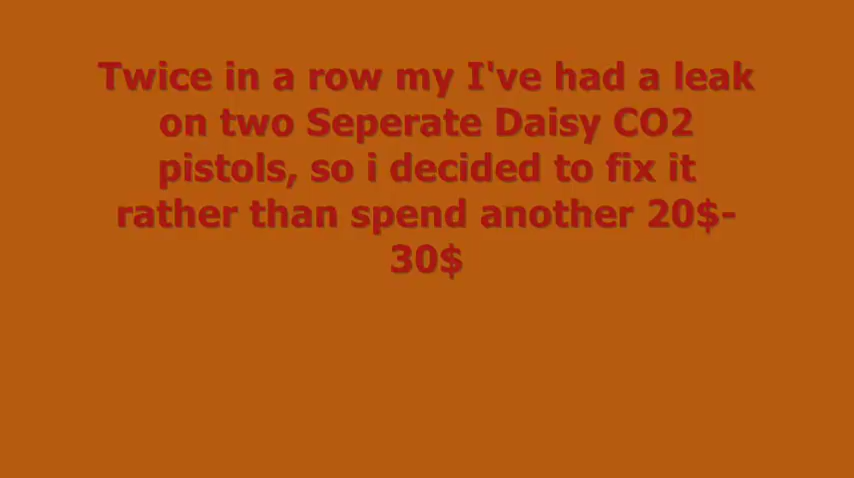 Twice in a row my I've had a leak
on two Seperate Daisy CO2
pistols, so i decided to fix it
rather than spend another 20$-
30$